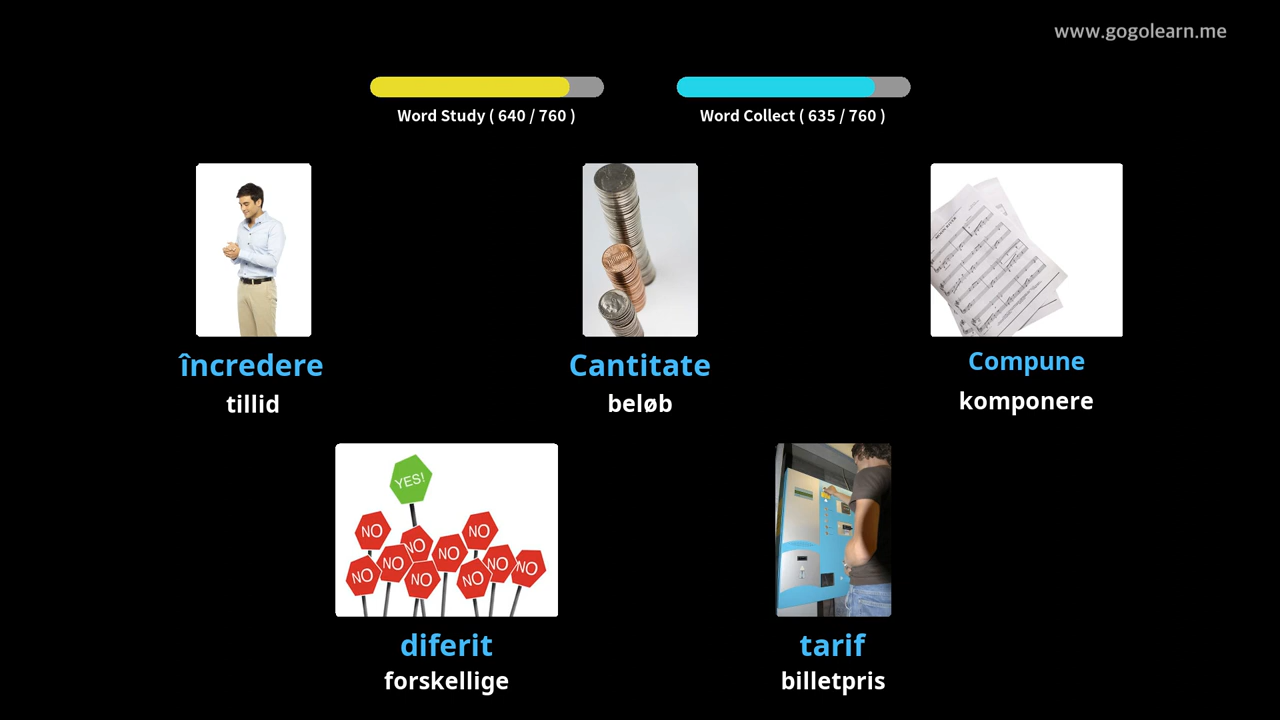 www.gogolearn.me
Word Study ( 640 / 760 )
Word Collect ( 635 / 760 )
încredere
tillid
Cantitate
beløb
Compune
komponere
YES!
NO
NO
NO
NO
NO
NO
NO
NO
NO
NO
diferit
forskellige
tarif
billetpris